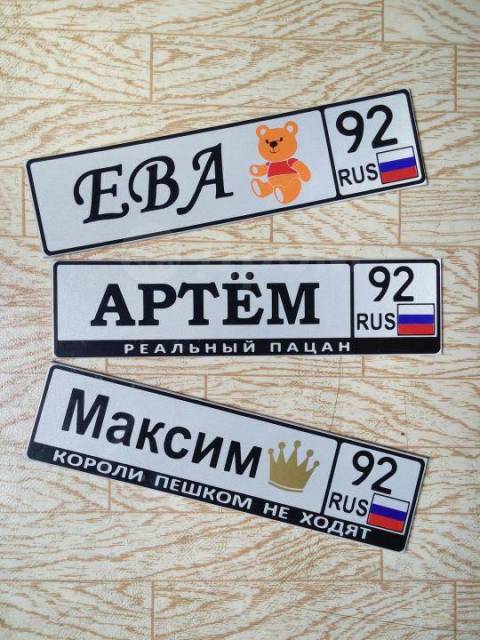 ЕВА
92
RUS
АРТЁМ
92
RUS
РЕАЛЬНЫЙ ПАЦАН
Максим
92
RUS
КОРОЛИ ПЕШКОМ НЕ ХОДЯТ